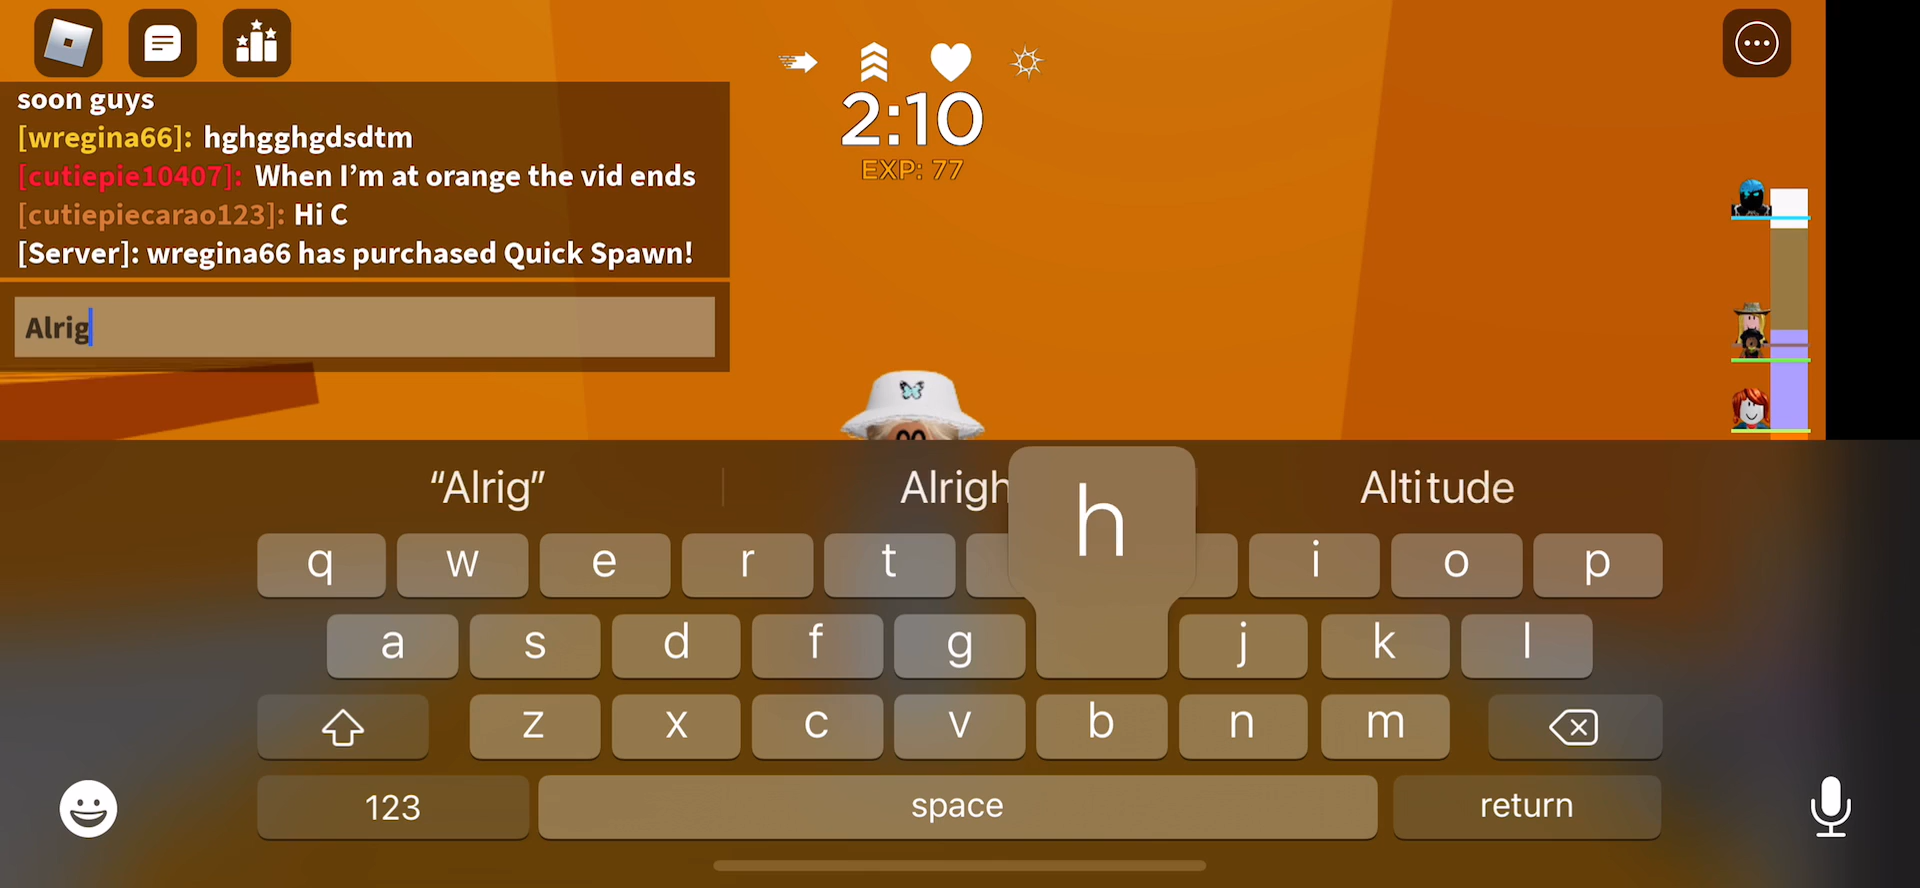 2:10
EXP: 77
soon guys
[wregina66]: hghgghgdsdtm
[cutiepie10407]: When I’m at orange the vid ends
[cutiepiecarao123]: Hi C
[Server]: wregina66 has purchased Quick Spawn!
Alrig
“Alrig” Alrigh Altitude
h
q w e r t i o p
a s d f g j k l
z x c v b n m
123 space return